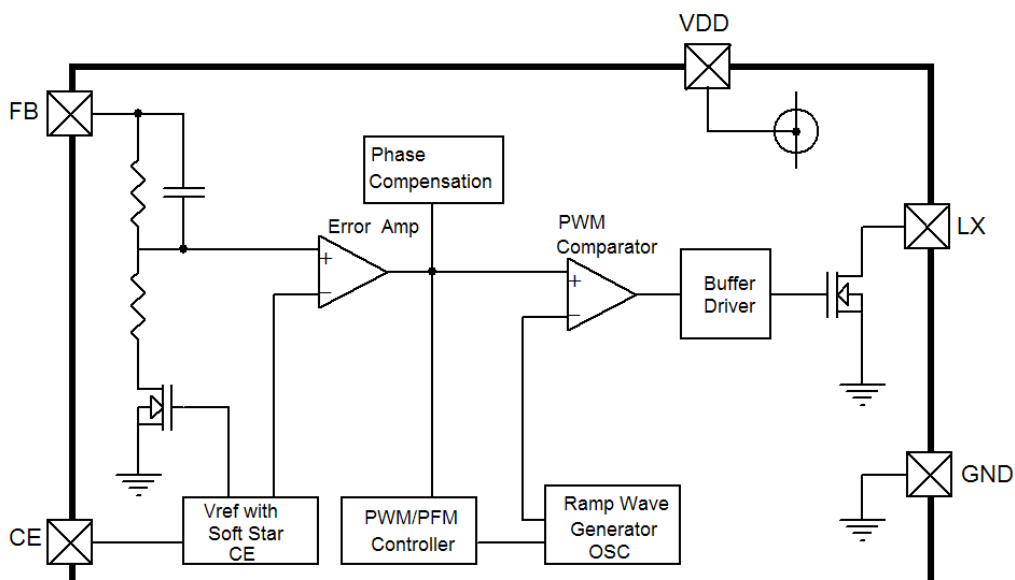 VDD
FB
Phase
Compensation
Error Amp
+
−
PWM
Comparator
+
−
LX
Buffer
Driver
GND
CE
Vref with
Soft Star
CE
PWM/PFM
Controller
Ramp Wave
Generator
OSC